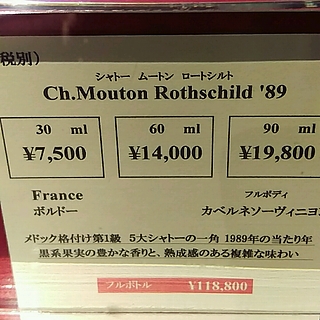 税別)
シャトー ムートン ロートシルト
Ch.Mouton Rothschild '89
30 ml 60 ml 90 ml
¥7,500 ¥14,000 ¥19,800
France フルボディ
ボルドー カベルネソーヴィニヨ
メドック格付け第1級 5大シャトーの一角 1989年の当たり年
黒系果実の豊かな香りと、熟成感のある複雑な味わい
フルボトル ¥118,800